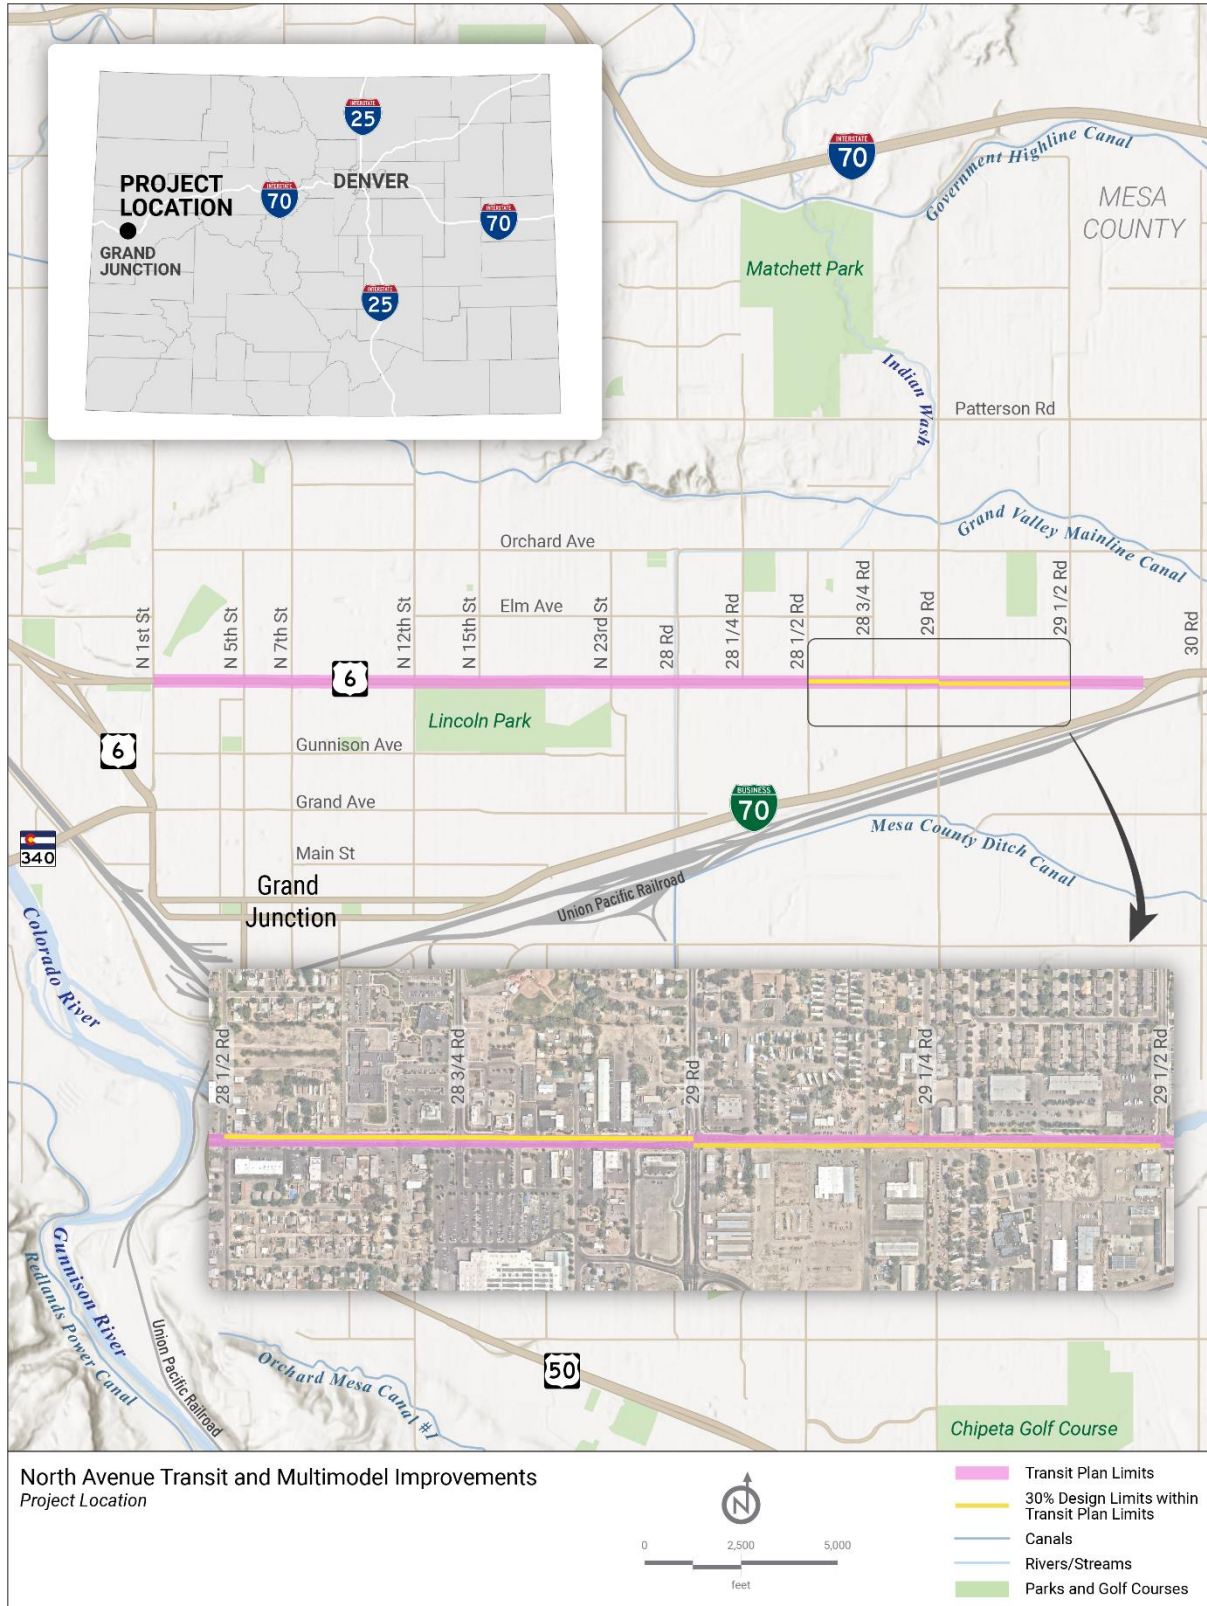 INTERSTATE
25
PROJECT
LOCATION
INTERSTATE
70
DENVER
INTERSTATE
70
GRAND
JUNCTION
INTERSTATE
25
INTERSTATE
70
Government Highline Canal
MESA
COUNTY
Matchett Park
Indian Wash
Patterson Rd
Grand Valley Mainline Canal
Orchard Ave
Elm Ave
N 1st St
N 5th St
N 7th St
N 12th St
N 15th St
N 23rd St
28 Rd
28 1/4 Rd
28 1/2 Rd
28 3/4 Rd
29 Rd
29 1/2 Rd
30 Rd
6
Lincoln Park
6
Gunnison Ave
Grand Ave
BUSINESS
70
Mesa County Ditch Canal
340
Main St
Grand
Junction
Union Pacific Railroad
Colorado River
28 1/2 Rd
28 3/4 Rd
29 Rd
29 1/4 Rd
29 1/2 Rd
Gunnison River
Redlands Power Canal
Union Pacific Railroad
Orchard Mesa Canal #1
50
Chipeta Golf Course
North Avenue Transit and Multimodel Improvements
Project Location
N
0 2,500 5,000
feet
Transit Plan Limits
30% Design Limits within
Transit Plan Limits
Canals
Rivers/Streams
Parks and Golf Courses